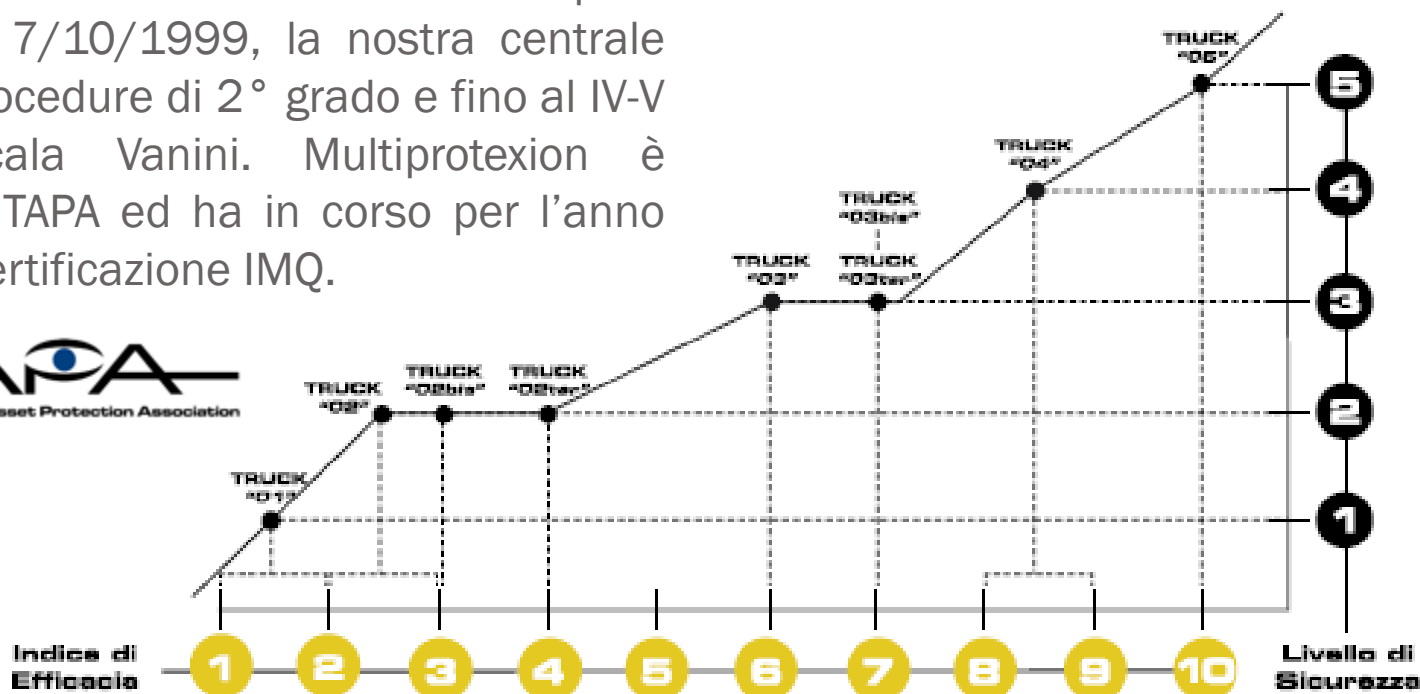 7/10/1999, la nostra centrale
ocedure di 2° grado e fino al IV-V
cala Vanini. Multiprotexion è
TAPA ed ha in corso per l’anno
ertificazione IMQ.
APA
sset Protection Association
TRUCK
"05"
5
TRUCK
"04"
4
TRUCK
"03bis"
TRUCK
"03"
TRUCK
"03ter"
3
TRUCK
"02"
TRUCK
"02bis"
TRUCK
"02ter"
2
TRUCK
"01"
1
Indice di
Efficacia
1 2 3 4 5 6 7 8 9 10
Livello di
Sicurezza